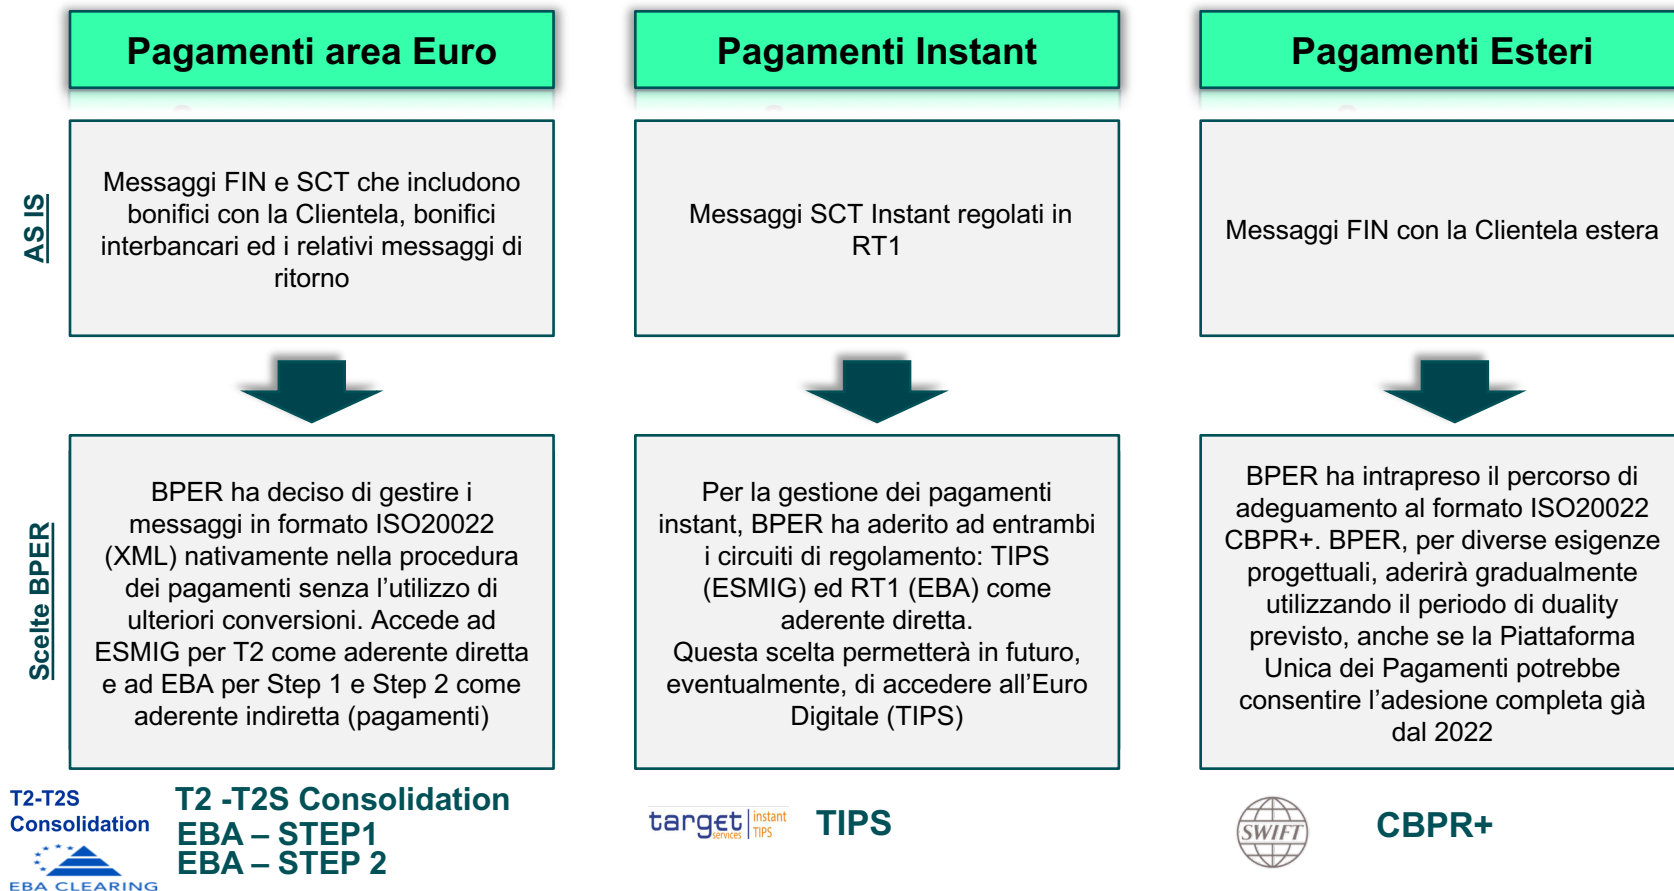 Pagamenti area Euro
Pagamenti Instant
Pagamenti Esteri
AS IS
Messaggi FIN e SCT che includono
bonifici con la Clientela, bonifici
interbancari ed i relativi messaggi di
ritorno
Messaggi SCT Instant regolati in
RT1
Messaggi FIN con la Clientela estera
Scelte BPER
BPER ha deciso di gestire i
messaggi in formato ISO20022
(XML) nativamente nella procedura
dei pagamenti senza l’utilizzo di
ulteriori conversioni. Accede ad
ESMIG per T2 come aderente diretta
e ad EBA per Step 1 e Step 2 come
aderente indiretta (pagamenti)
Per la gestione dei pagamenti
instant, BPER ha aderito ad entrambi
i circuiti di regolamento: TIPS
(ESMIG) ed RT1 (EBA) come
aderente diretta.
Questa scelta permetterà in futuro,
eventualmente, di accedere all’Euro
Digitale (TIPS)
BPER ha intrapreso il percorso di
adeguamento al formato ISO20022
CBPR+. BPER, per diverse esigenze
progettuali, aderirà gradualmente
utilizzando il periodo di duality
previsto, anche se la Piattaforma
Unica dei Pagamenti potrebbe
consentire l’adesione completa già
dal 2022
T2-T2S
Consolidation
EBA CLEARING
T2 -T2S Consolidation
EBA – STEP1
EBA – STEP 2
target services instant TIPS
TIPS
SWIFT
CBPR+